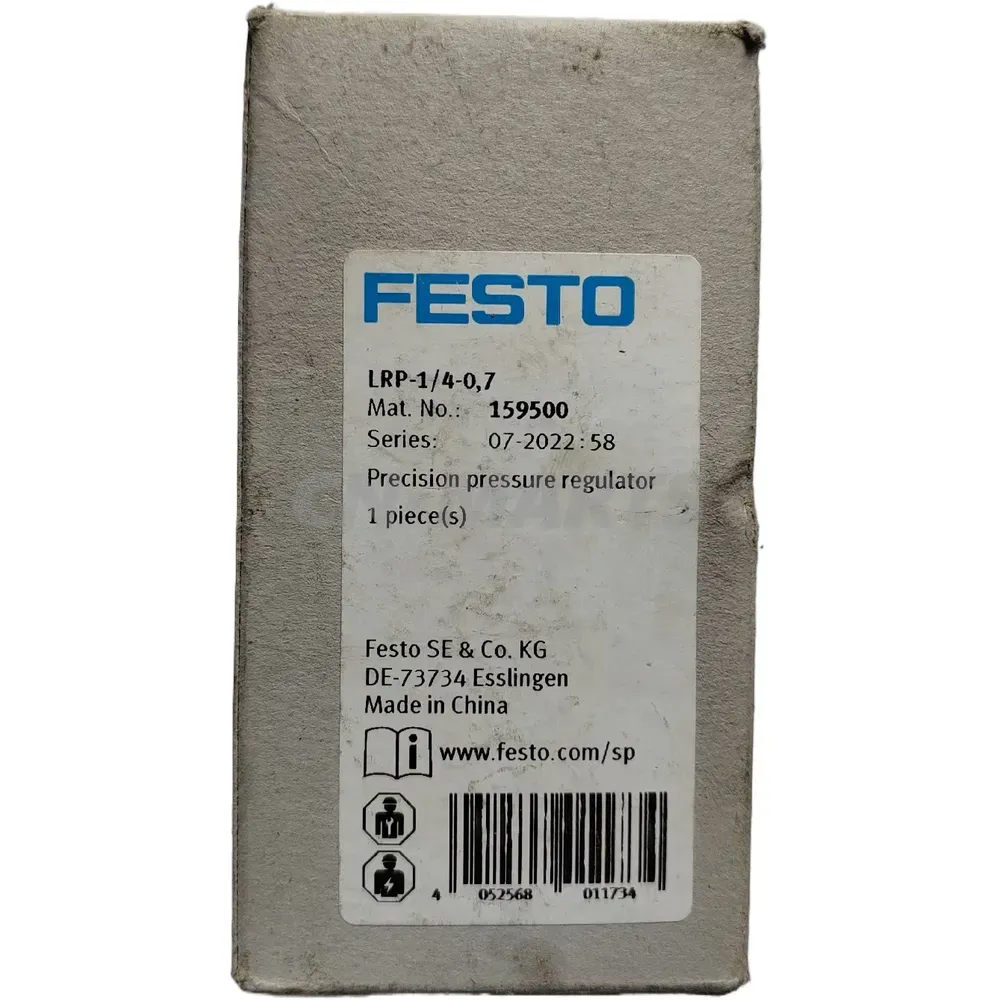 FESTO
LRP-1/4-0,7
Mat. No.: 159500
Series: 07-2022:58
Precision pressure regulator
1 piece(s)
Festo SE & Co. KG
DE-73734 Esslingen
Made in China
i www.festo.com/sp
4 052568 011734